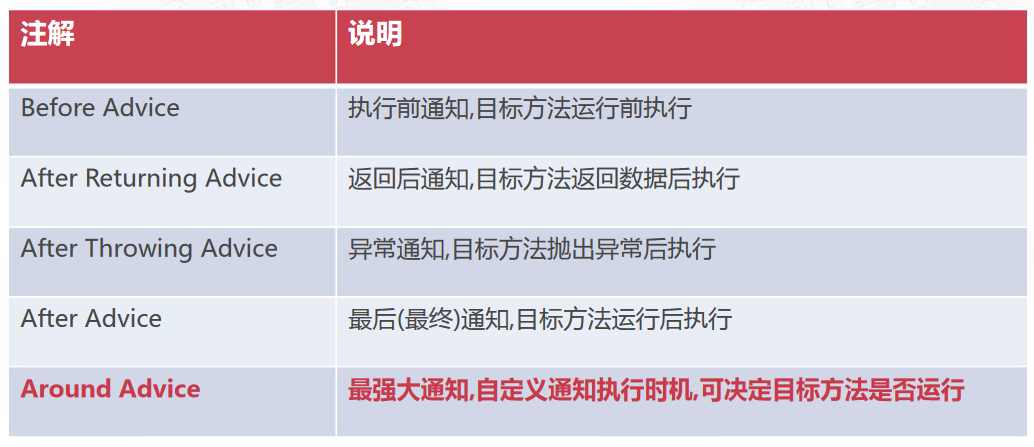 注解 说明
Before Advice 执行前通知,目标方法运行前执行
After Returning Advice 返回后通知,目标方法返回数据后执行
After Throwing Advice 异常通知,目标方法抛出异常后执行
After Advice 最后(最终)通知,目标方法运行后执行
Around Advice 最强大通知,自定义通知执行时机,可决定目标方法是否运行